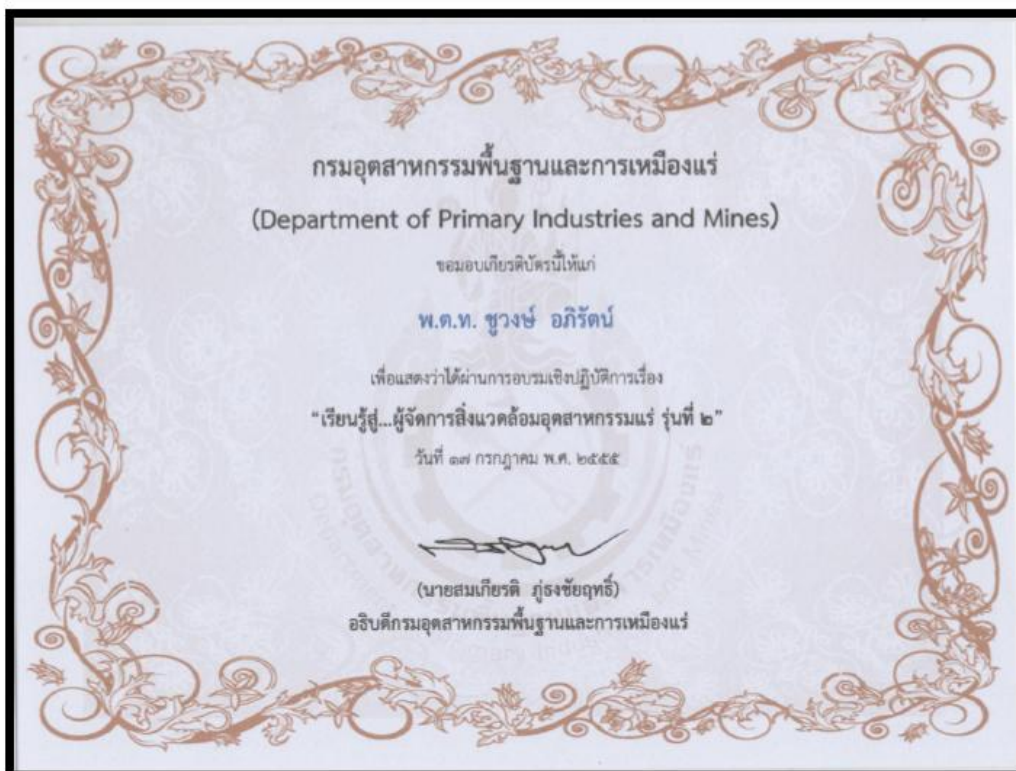 กรมอุตสาหกรรมพื้นฐานและการเหมืองแร่
(Department of Primary Industries and Mines)
ขอมอบเกียรติบัตรนี้ให้แก่
พ.ต.ท. ชูวงษ์ อภิรัตน์
เพื่อแสดงว่าได้ผ่านการอบรมเชิงปฏิบัติการเรื่อง
“เรียนรู้สู่...ผู้จัดการสิ่งแวดล้อมอุตสาหกรรมแร่ รุ่นที่ ๒”
วันที่ ๑๗ กรกฎาคม พ.ศ. ๒๕๕๕
(นายสมเกียรติ ภู่ธงชัยฤทธิ์)
อธิบดีกรมอุตสาหกรรมพื้นฐานและการเหมืองแร่